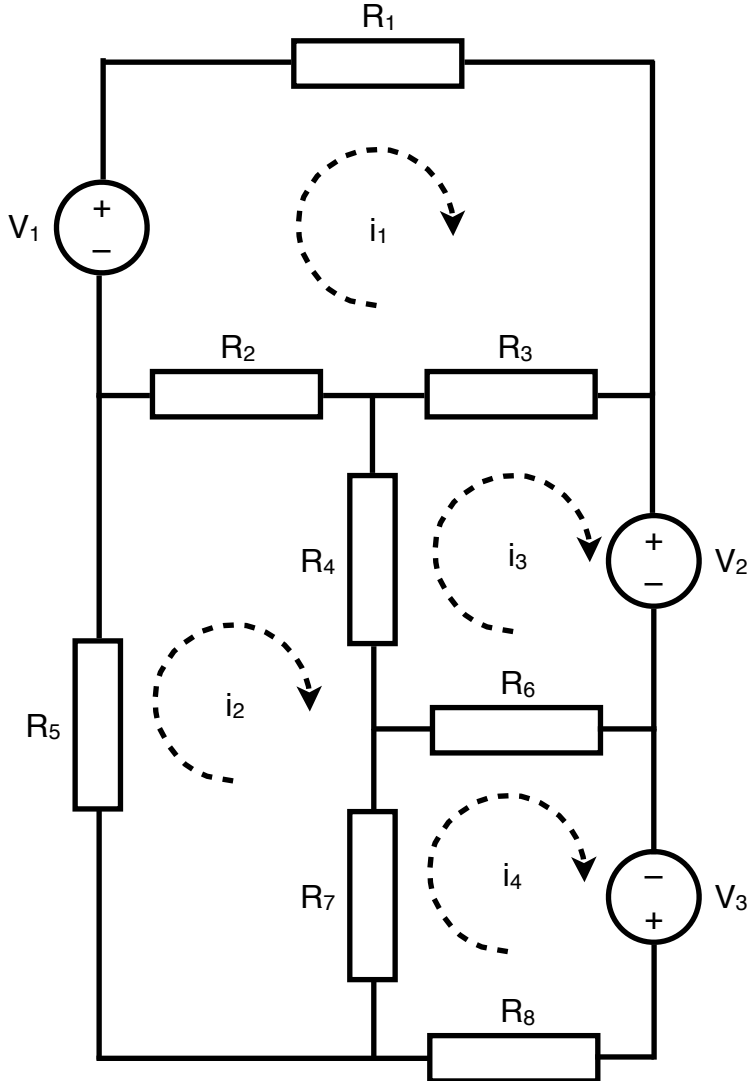 R₁
+
V₁
–
i₁
R₂
R₃
R₄
i₃
+
V₂
–
R₅
i₂
R₆
R₇
i₄
–
V₃
+
R₈